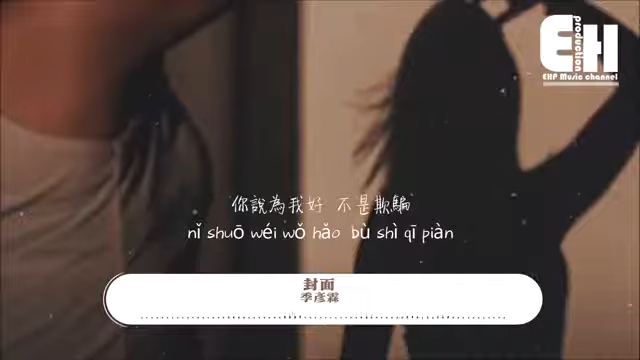 EH
production
EHP Music channel
你說為我好 不是欺騙
nǐ shuō wéi wǒ hǎo bù shì qī piàn
封面
季彥霖